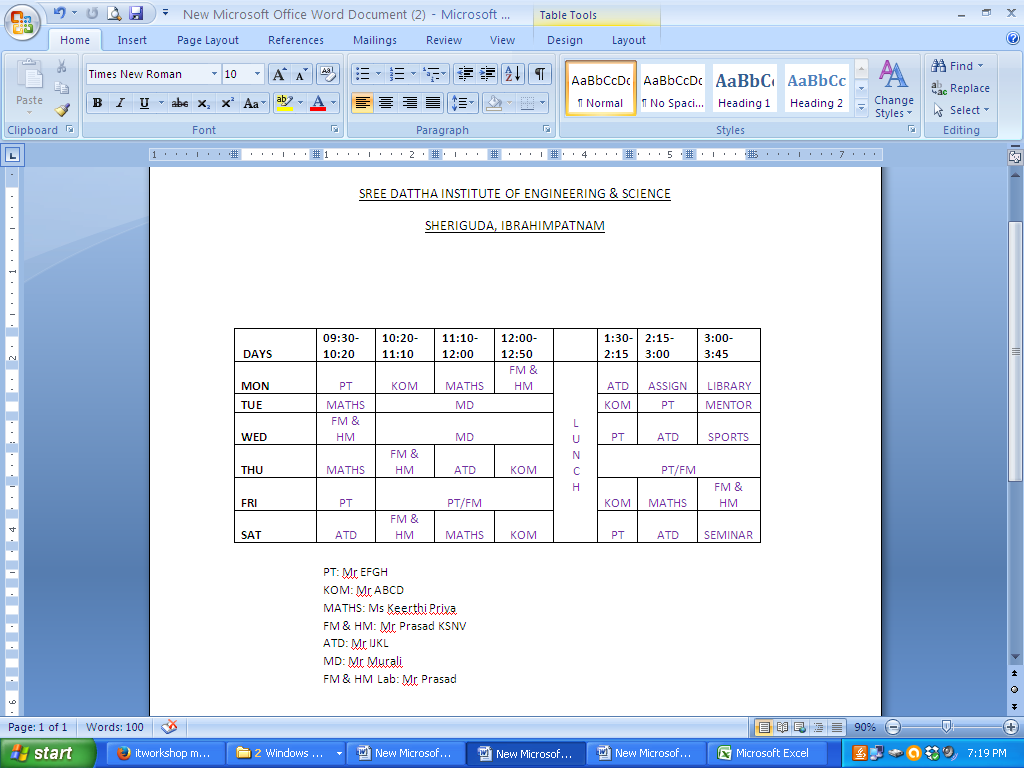 New Microsoft Office Word Document (2) - Microsoft ...
Table Tools
Home Insert Page Layout References Mailings Review View Design Layout
Times New Roman 10
AaBbCcDc AaBbCcDc AaBbC AaBbCc
Paste ¶ Normal ¶ No Spaci... Heading 1 Heading 2 Change Styles
Find
Replace
Select
Clipboard Font Paragraph Styles Editing
SREE DATTHA INSTITUTE OF ENGINEERING & SCIENCE
SHERIGUDA, IBRAHIMPATNAM
DAYS 09:30-10:20 10:20-11:10 11:10-12:00 12:00-12:50 1:30-2:15 2:15-3:00 3:00-3:45
MON PT KOM MATHS FM & HM LUNCH ATD ASSIGN LIBRARY
TUE MATHS MD KOM PT MENTOR
WED FM & HM MD PT ATD SPORTS
THU MATHS FM & HM ATD KOM PT/FM
FRI PT PT/FM KOM MATHS FM & HM
SAT ATD FM & HM MATHS KOM PT ATD SEMINAR
PT: Mr EFGH
KOM: Mr ABCD
MATHS: Ms Keerthi Priya
FM & HM: Mr Prasad KSNV
ATD: Mr IJKL
MD: Mr Murali
FM & HM Lab: Mr Prasad
Page: 1 of 1 Words: 100 90%
start itworkshop m... 2 Windows ... New Microsof... New Microsof... New Microsof... Microsoft Excel 7:19 PM